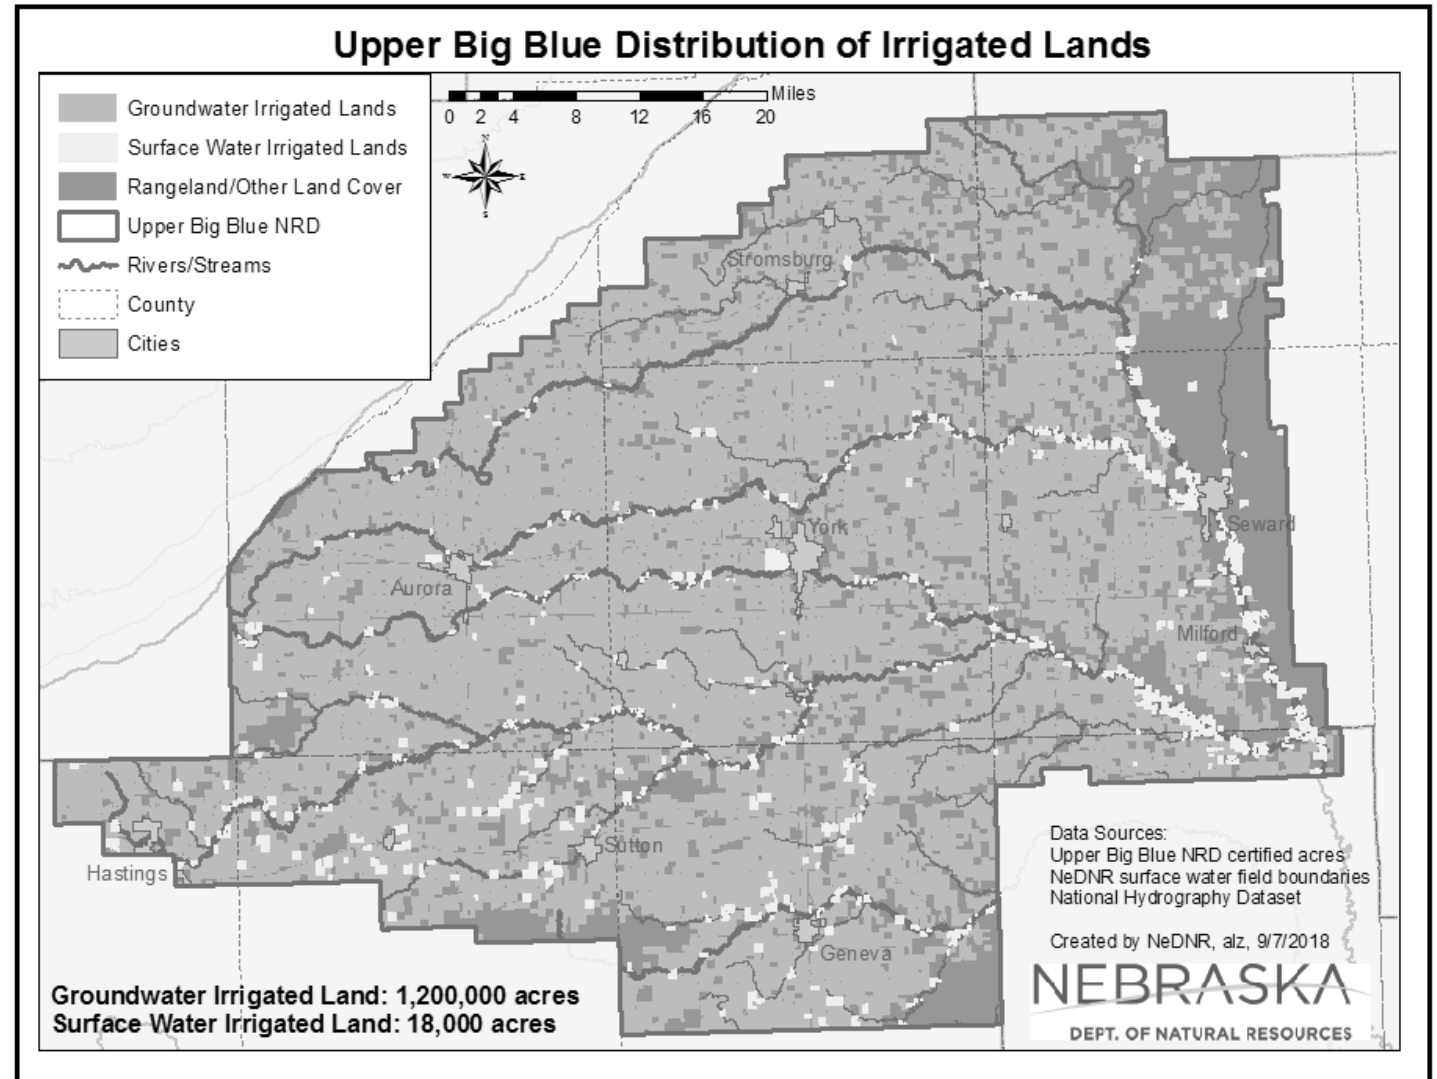 Upper Big Blue Distribution of Irrigated Lands
Groundwater Irrigated Lands
Surface Water Irrigated Lands
Rangeland/Other Land Cover
Upper Big Blue NRD
Rivers/Streams
County
Cities
Miles
0 2 4 8 12 16 20
N
W E
S
Stromsburg
York
Seward
Aurora
Milford
Hastings
Sutton
Geneva
Data Sources:
Upper Big Blue NRD certified acres
NeDNR surface water field boundaries
National Hydrography Dataset
Created by NeDNR, alz, 9/7/2018
NEBRASKA
DEPT. OF NATURAL RESOURCES
Groundwater Irrigated Land: 1,200,000 acres
Surface Water Irrigated Land: 18,000 acres